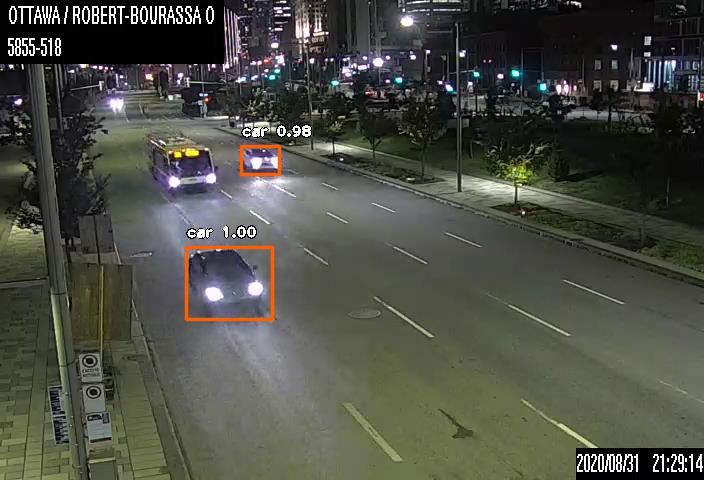 OTTAWA / ROBERT-BOURASSA O
5855-518
car 0.98
car 1.00
2020/08/31 21:29:14